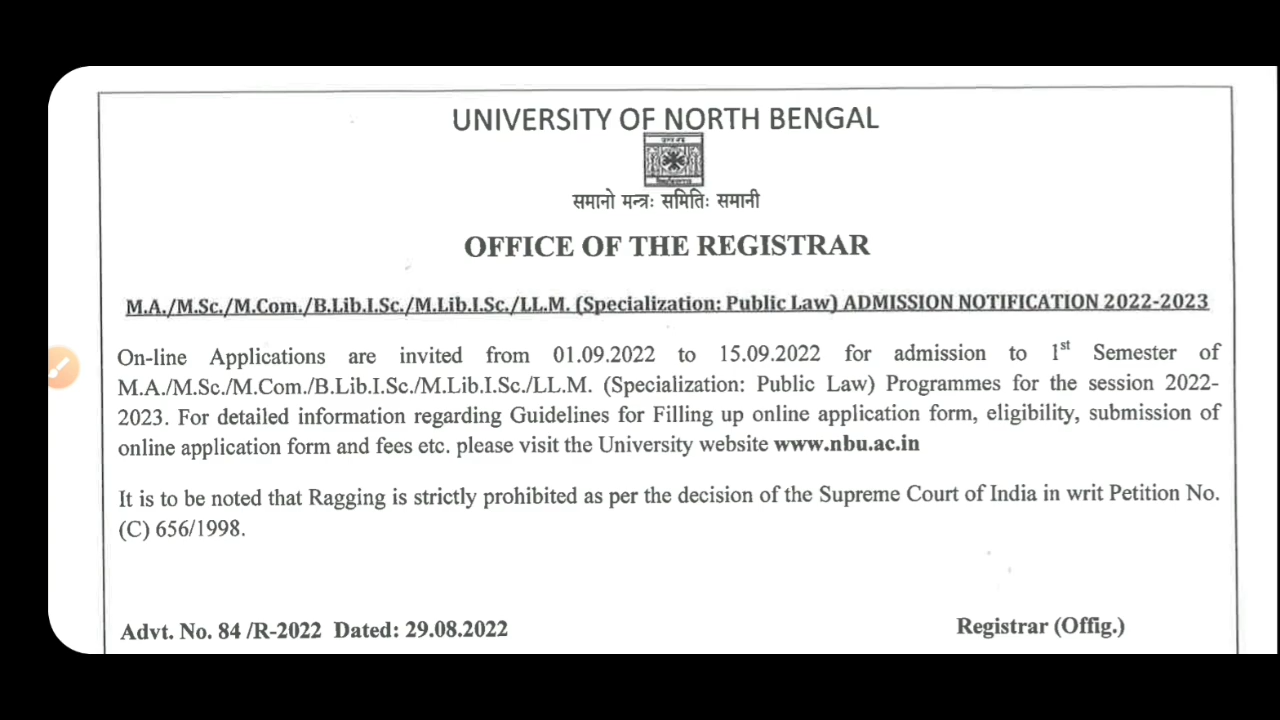 UNIVERSITY OF NORTH BENGAL
समानो मन्त्रः समितिः समानी
OFFICE OF THE REGISTRAR
M.A./M.Sc./M.Com./B.Lib.I.Sc./M.Lib.I.Sc./LL.M. (Specialization: Public Law) ADMISSION NOTIFICATION 2022-2023
On-line Applications are invited from 01.09.2022 to 15.09.2022 for admission to 1st Semester of
M.A./M.Sc./M.Com./B.Lib.I.Sc./M.Lib.I.Sc./LL.M. (Specialization: Public Law) Programmes for the session 2022-
2023. For detailed information regarding Guidelines for Filling up online application form, eligibility, submission of
online application form and fees etc. please visit the University website www.nbu.ac.in
It is to be noted that Ragging is strictly prohibited as per the decision of the Supreme Court of India in writ Petition No.
(C) 656/1998.
Advt. No. 84 /R-2022 Dated: 29.08.2022
Registrar (Offig.)